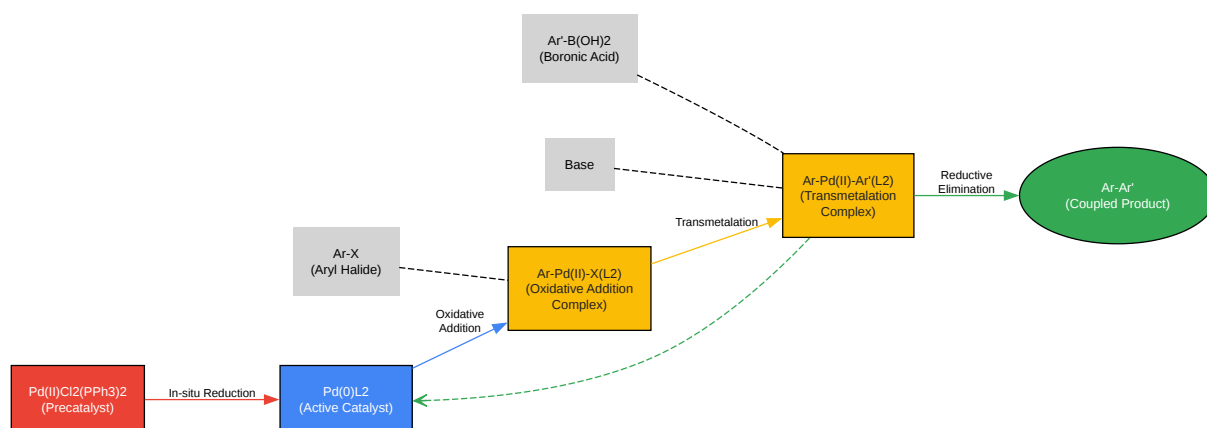 Ar'-B(OH)2
(Boronic Acid)
Base
Ar-Pd(II)-Ar'(L2)
(Transmetalation
Complex)
Reductive
Elimination
Ar-Ar'
(Coupled Product)
Transmetalation
Ar-X
(Aryl Halide)
Ar-Pd(II)-X(L2)
(Oxidative Addition
Complex)
Oxidative
Addition
Pd(II)Cl2(PPh3)2
(Precatalyst)
In-situ Reduction
Pd(0)L2
(Active Catalyst)